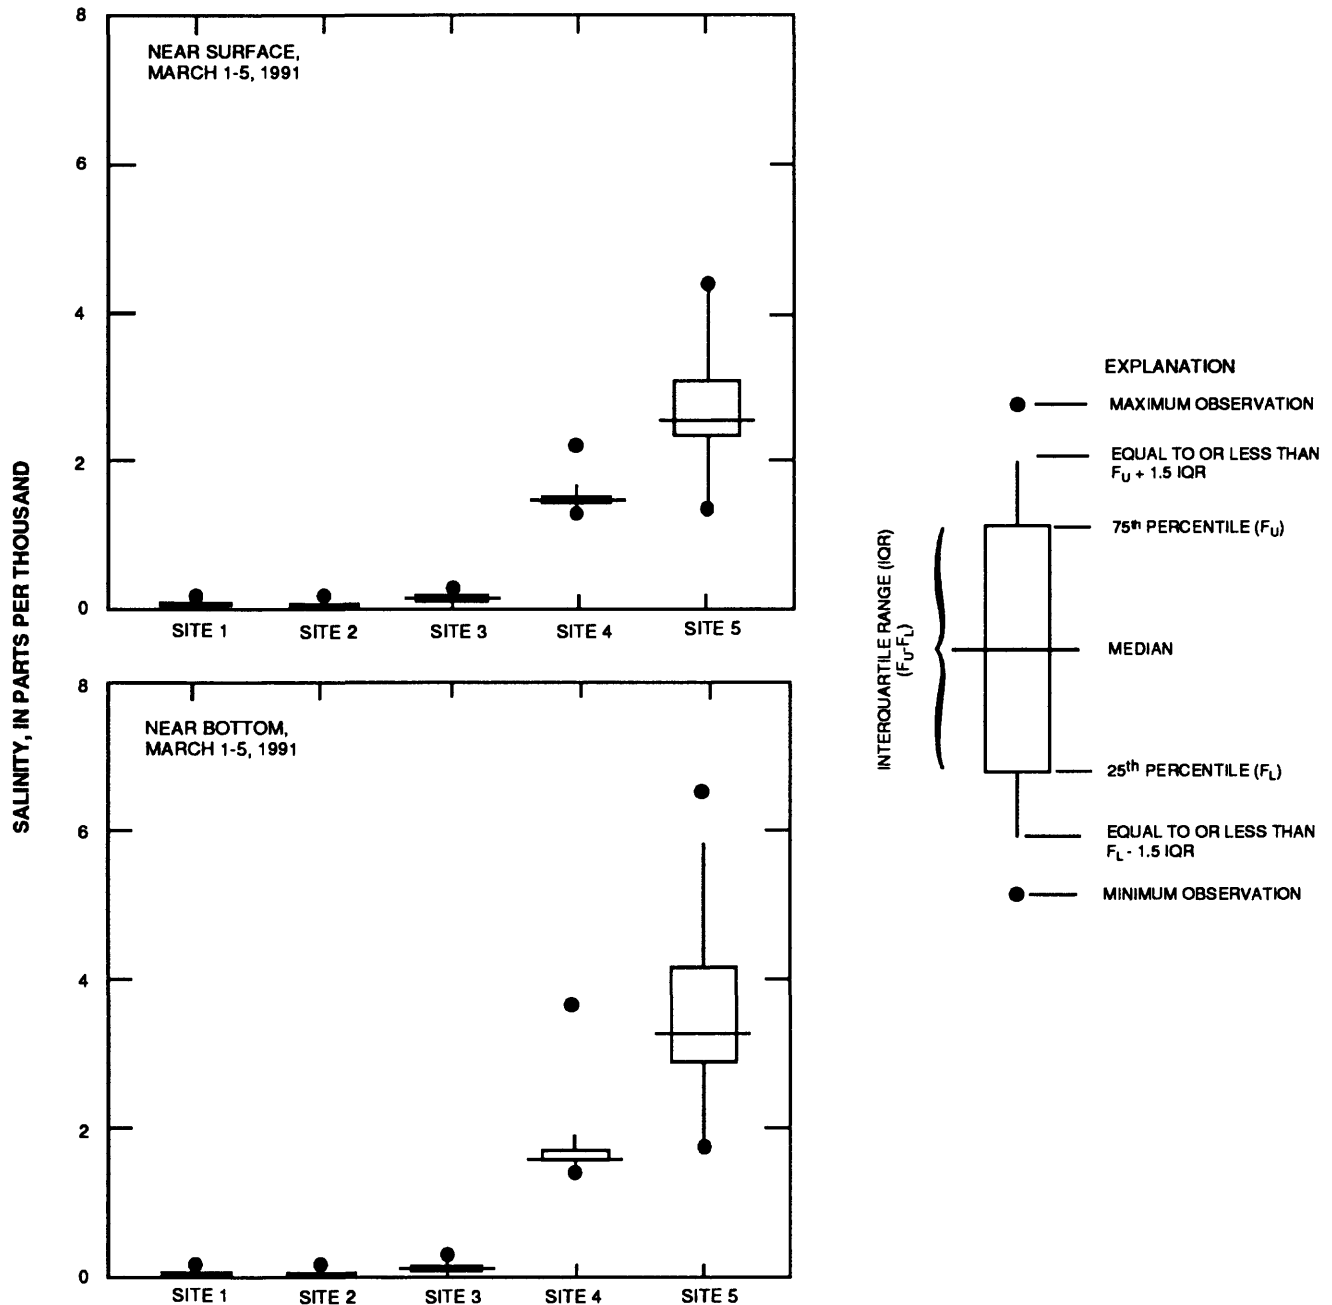 SALINITY, IN PARTS PER THOUSAND
8
NEAR SURFACE,
MARCH 1-5, 1991
6
4
2
0
SITE 1 SITE 2 SITE 3 SITE 4 SITE 5
8
NEAR BOTTOM,
MARCH 1-5, 1991
6
4
2
0
SITE 1 SITE 2 SITE 3 SITE 4 SITE 5
EXPLANATION
MAXIMUM OBSERVATION
EQUAL TO OR LESS THAN
FU + 1.5 IQR
75th PERCENTILE (FU)
INTERQUARTILE RANGE (IQR)
(FU-FL)
MEDIAN
25th PERCENTILE (FL)
EQUAL TO OR LESS THAN
FL - 1.5 IQR
MINIMUM OBSERVATION